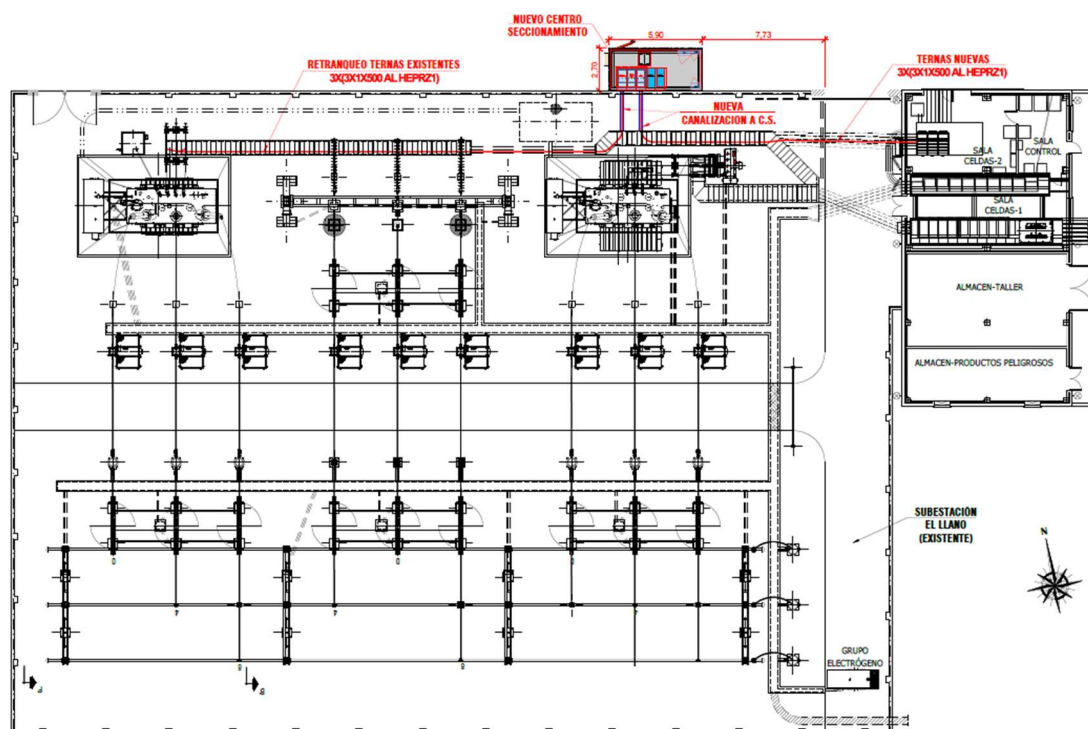 NUEVO CENTRO
SECCIONAMIENTO
5,90
7,73
2,70
RETRANQUEO TERNAS EXISTENTES
3X(3X1X500 AL HEPRZ1)
TERNAS NUEVAS
3X(3X1X500 AL HEPRZ1)
NUEVA
CANALIZACION A C.S.
SALA
CELDAS-2
SALA
CONTROL
SALA
CELDAS-1
ALMACEN-TALLER
ALMACEN-PRODUCTOS PELIGROSOS
SUBESTACIÓN
EL LLANO
(EXISTENTE)
N
GRUPO
ELECTRÓGENO